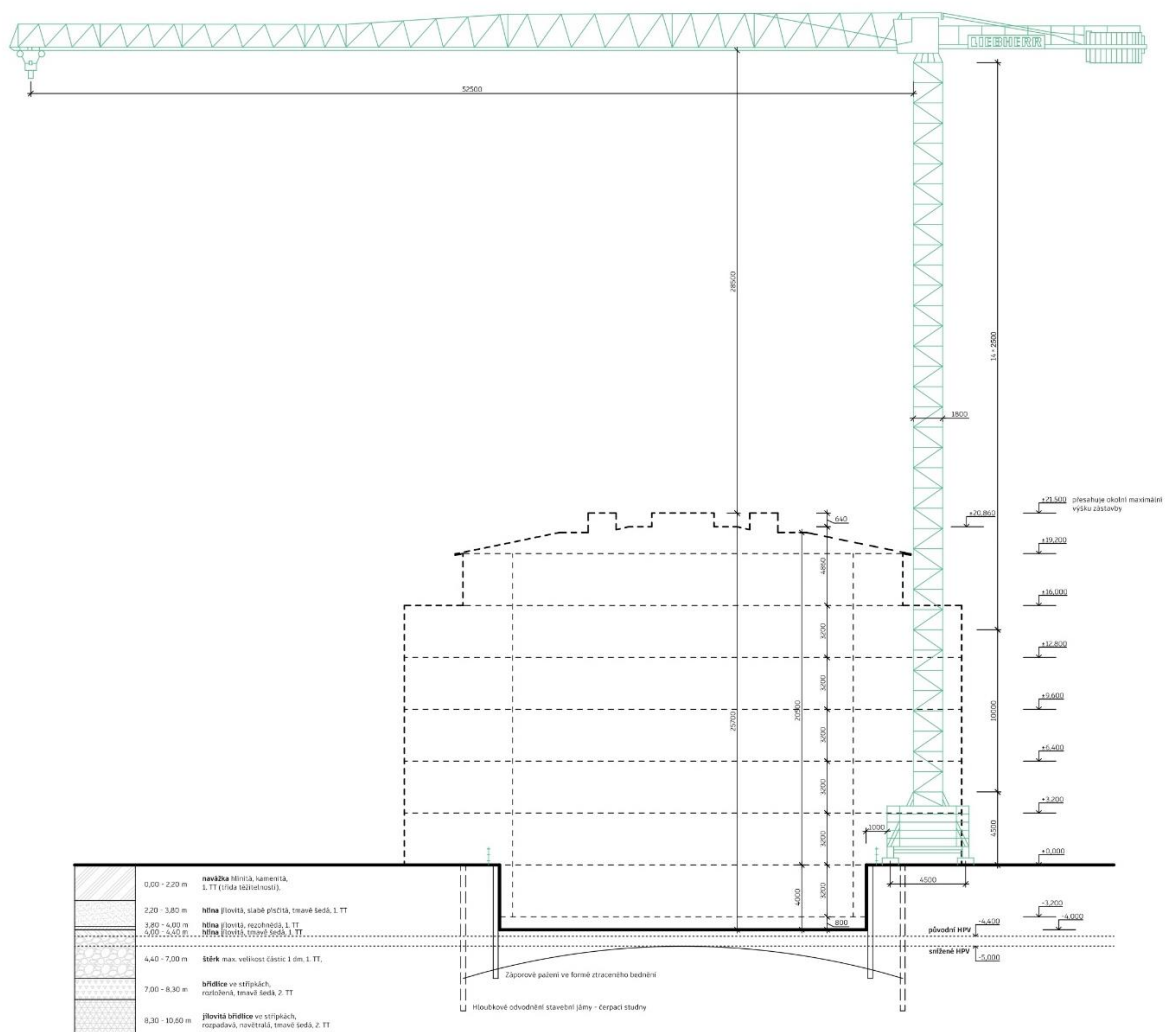 LIEBHERR
52500
28500
14 × 2500
1800
±21,500 přesahuje okolní maximální
výšku zástavby
±20,860
640
±19,200
4860
±16,000
3200
±12,800
3200
±9,600
25700
10000
3200
±6,400
3200
±3,200
1000
3200
4500
±0,000
4500
4000
3200
800
-3,200
-4,000
původní HPV
-4,400
snížené HPV
-5,000
0,00 - 2,20 m navážka hlinitá, kamenitá,
1. TT (třída těžitelnosti),
2,20 - 3,80 m hlína jílovitá, slabě písčitá, tmavě šedá, 1. TT
3,80 - 4,00 m hlína jílovitá, rezohnědá, 1. TT
4,00 - 4,40 m hlína jílovitá, tmavě šedá, 1. TT
4,40 - 7,00 m štěrk max. velikost částic 1 dm, 1. TT,
7,00 - 8,30 m břidlice ve střípkách,
rozložená, tmavě šedá, 2. TT
8,30 - 10,60 m jílovitá břidlice ve střípkách,
rozpadavá, navětralá, tmavě šedá, 2. TT
Záporové pažení ve formě ztraceného bednění
Hloubkové odvodnění stavební jámy - čerpací studny